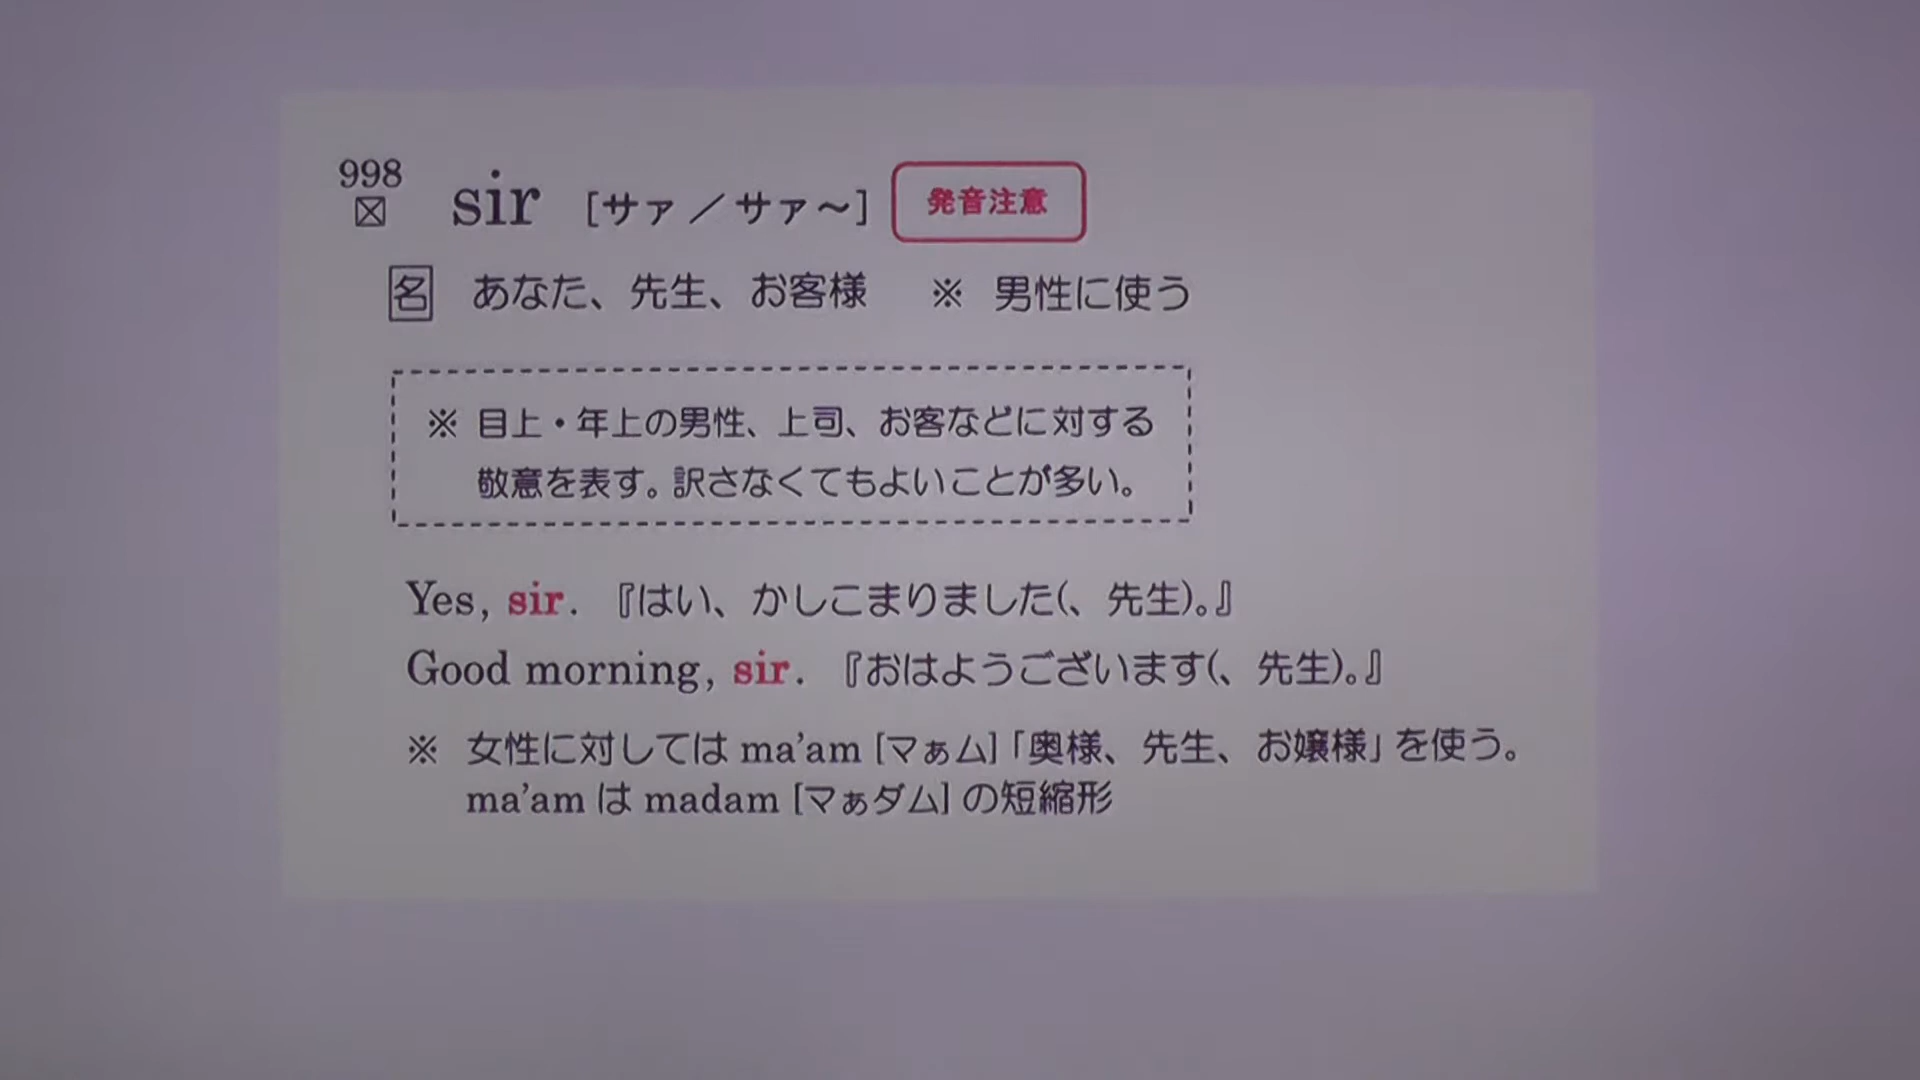 998
sir [サァ／サァ〜] 発音注意
名 あなた、先生、お客様 ※ 男性に使う
※ 目上・年上の男性、上司、お客などに対する
敬意を表す。訳さなくてもよいことが多い。
Yes, sir. 『はい、かしこまりました(、先生)。』
Good morning, sir. 『おはようございます(、先生)。』
※ 女性に対しては ma'am [マぁム]「奥様、先生、お嬢様」を使う。
ma'am は madam [マぁダム] の短縮形